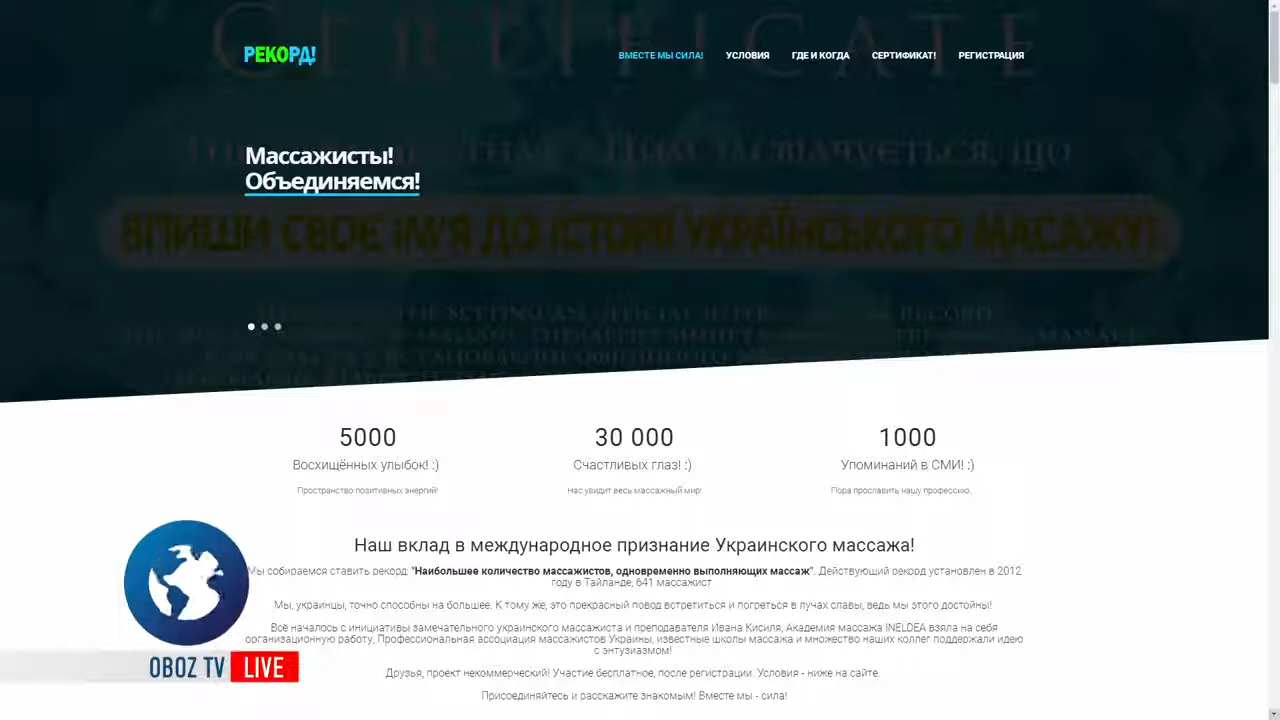 CERTIFICATE
РЕКОРД!
ВМЕСТЕ МЫ СИЛА!
УСЛОВИЯ
ГДЕ И КОГДА
СЕРТИФИКАТ!
РЕГИСТРАЦИЯ
Массажисты!
Объединяемся!
ВПИШИ СВОЄ ІМ'Я ДО ІСТОРІЇ УКРАЇНСЬКОГО МАСАЖУ!
5000
Восхищённых улыбок! :)
Пространство позитивных энергий!
30 000
Счастливых глаз! :)
Нас увидит весь массажный мир!
1000
Упоминаний в СМИ! :)
Пора прославить нашу профессию.
Наш вклад в международное признание Украинского массажа!
Мы собираемся ставить рекорд: "Наибольшее количество массажистов, одновременно выполняющих массаж". Действующий рекорд установлен в 2012
году в Тайланде, 641 массажист
Мы, украинцы, точно способны на большее. К тому же, это прекрасный повод встретиться и погреться в лучах славы, ведь мы этого достойны!
Всё началось с инициативы замечательного украинского массажиста и преподавателя Ивана Кисиля, Академия массажа INELDEA взяла на себя
организационную работу, Профессиональная ассоциация массажистов Украины, известные школы массажа и множество наших коллег поддержали идею
с энтузиазмом!
Друзья, проект некоммерческий! Участие бесплатное, после регистрации. Условия - ниже на сайте.
Присоединяйтесь и расскажите знакомым! Вместе мы - сила!
OBOZ TV LIVE